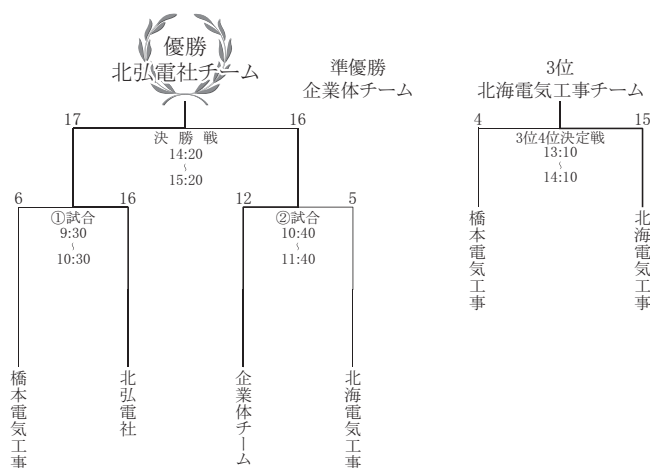 優勝
北弘電社チーム
準優勝
企業体チーム
3位
北海電気工事チーム
17
16
決 勝 戦
14:20
～
15:20
4
15
3位4位決定戦
13:10
～
14:10
6
16
①試合
9:30
～
10:30
12
5
②試合
10:40
～
11:40
橋本電気工事
北海電気工事
橋本電気工事
北弘電社
企業体チーム
北海電気工事